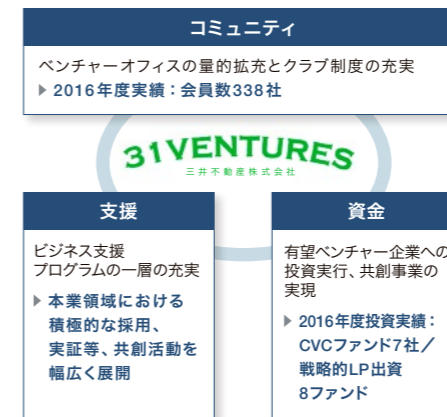 コミュニティ
ベンチャーオフィスの量的拡充とクラブ制度の充実
▶ 2016年度実績：会員数338社
31VENTURES
三井不動産株式会社
支援
ビジネス支援
プログラムの一層の充実
▶ 本業領域における
積極的な採用、
実証等、共創活動を
幅広く展開
資金
有望ベンチャー企業への
投資実行、共創事業の
実現
▶ 2016年度投資実績：
CVCファンド7社／
戦略的LP出資
8ファンド